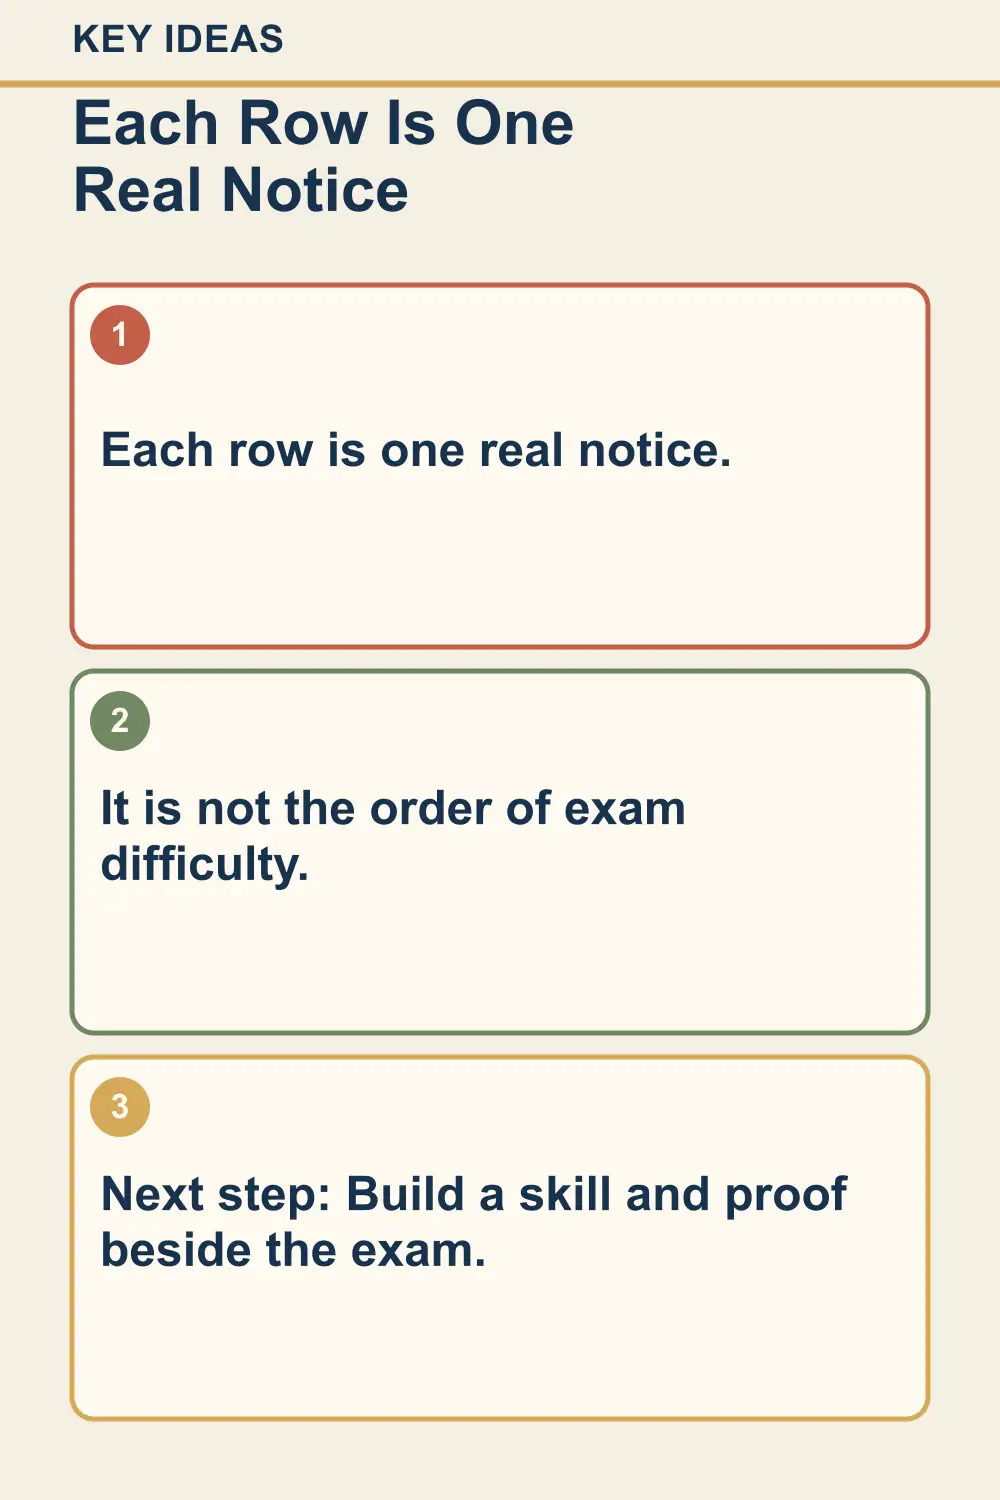 KEY IDEAS
Each Row Is One
Real Notice
1
Each row is one real notice.
2
It is not the order of exam
difficulty.
3
Next step: Build a skill and proof
beside the exam.